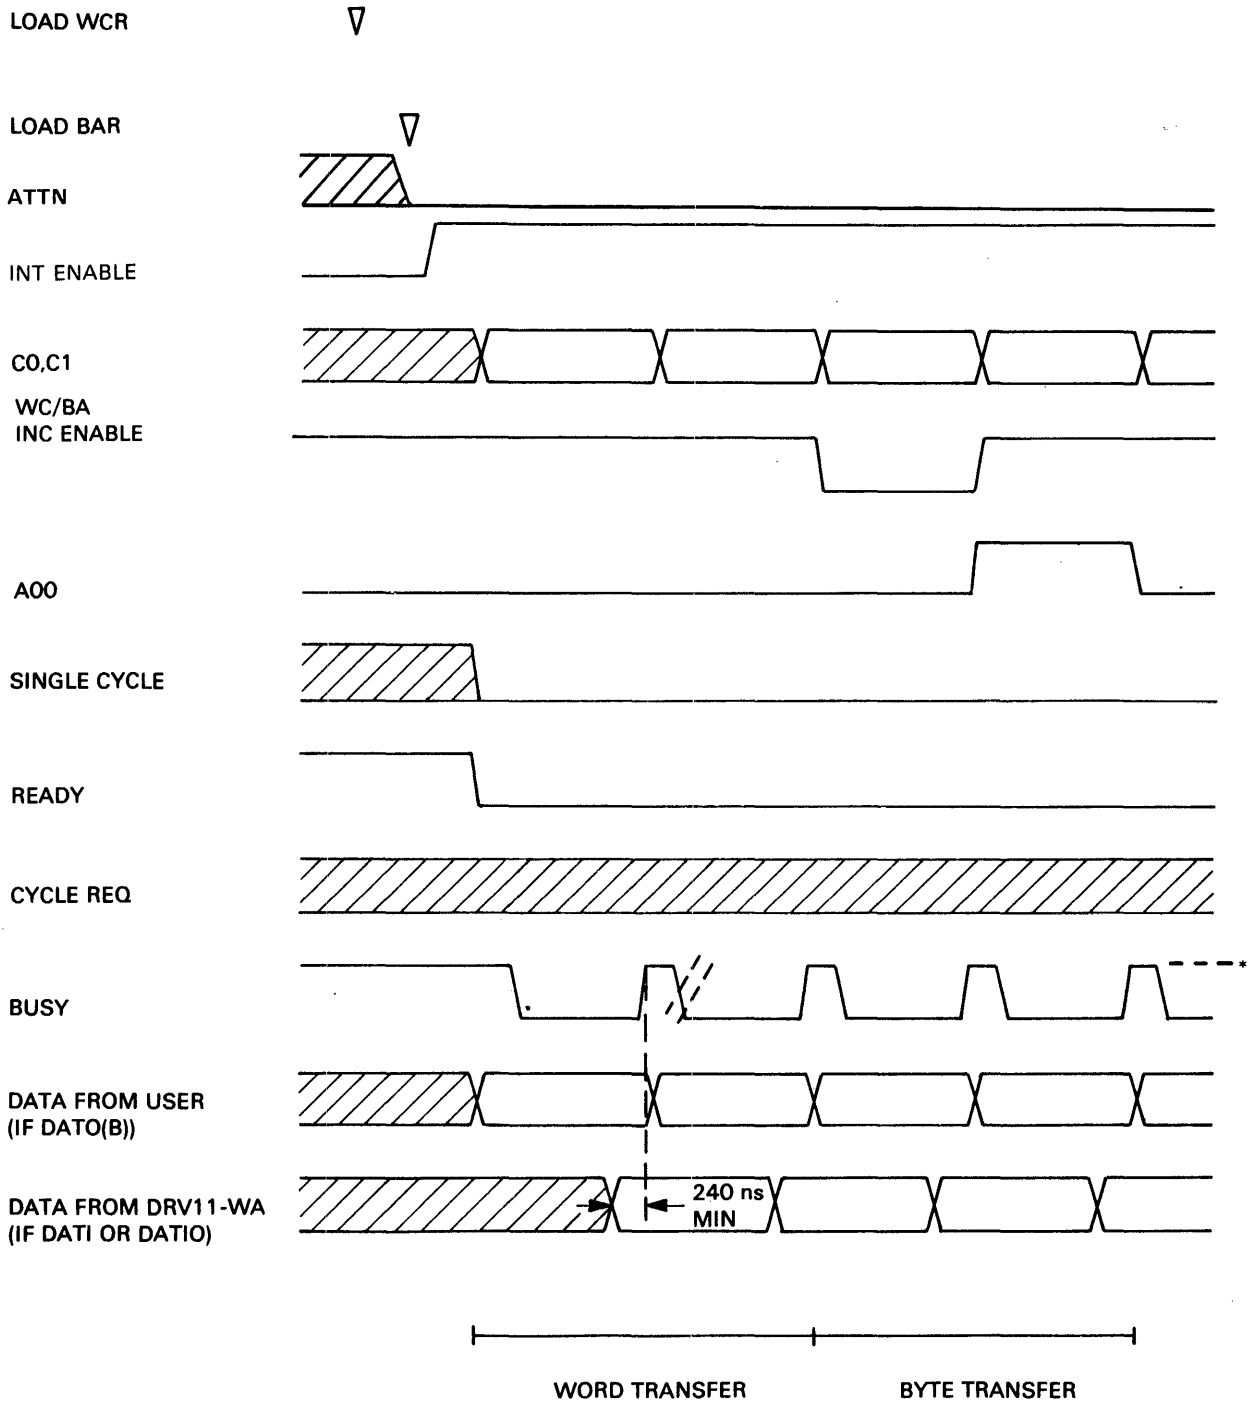 LOAD WCR
LOAD BAR
ATTN
INT ENABLE
C0,C1
WC/BA
INC ENABLE
A00
SINGLE CYCLE
READY
CYCLE REQ
*
BUSY
DATA FROM USER
(IF DATO(B))
DATA FROM DRV11-WA
(IF DATI OR DATIO)
240 ns
MIN
WORD TRANSFER
BYTE TRANSFER